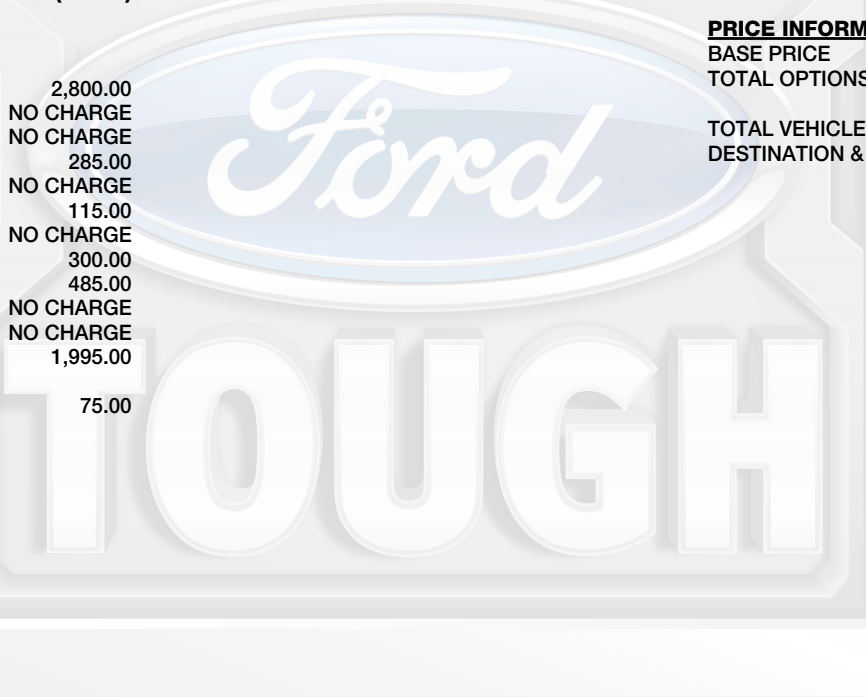 PRICE INFORM
BASE PRICE
TOTAL OPTIONS
TOTAL VEHICLE
DESTINATION &
2,800.00
NO CHARGE
NO CHARGE
285.00
NO CHARGE
115.00
NO CHARGE
300.00
485.00
NO CHARGE
NO CHARGE
1,995.00
75.00
Ford
TOUGH